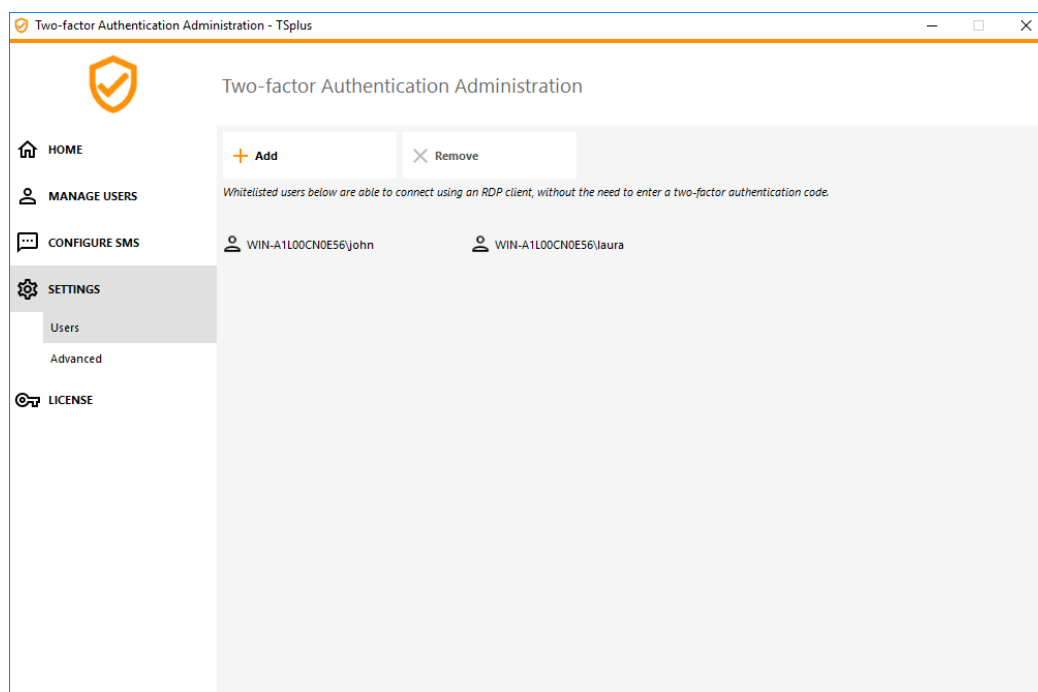 Two-factor Authentication Administration - TSplus
Two-factor Authentication Administration
HOME
MANAGE USERS
CONFIGURE SMS
SETTINGS
Users
Advanced
LICENSE
Add
Remove
Whitelisted users below are able to connect using an RDP client, without the need to enter a two-factor authentication code.
WIN-A1L00CN0E56\john
WIN-A1L00CN0E56\laura